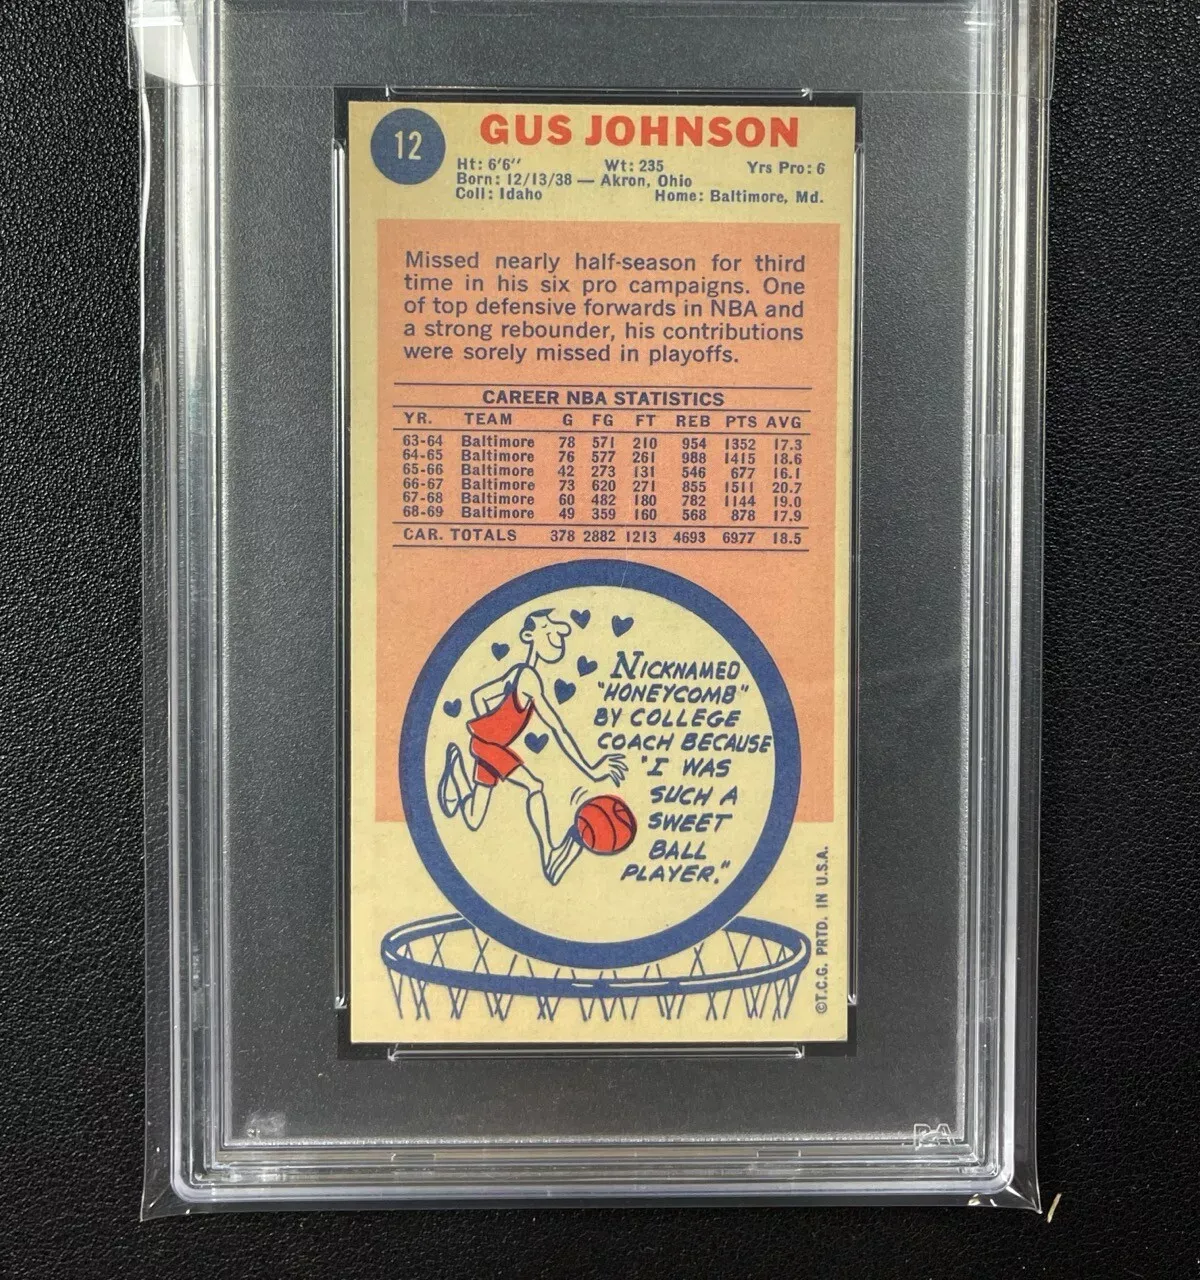 12
GUS JOHNSON
Ht: 6'6" Wt: 235 Yrs Pro: 6
Born: 12/13/38 — Akron, Ohio
Coll: Idaho Home: Baltimore, Md.
Missed nearly half-season for third
time in his six pro campaigns. One
of top defensive forwards in NBA and
a strong rebounder, his contributions
were sorely missed in playoffs.
CAREER NBA STATISTICS
YR. TEAM G FG FT REB PTS AVG
63-64 Baltimore 78 571 210 954 1352 17.3
64-65 Baltimore 76 577 261 988 1415 18.6
65-66 Baltimore 42 273 131 546 677 16.1
66-67 Baltimore 73 620 271 855 1511 20.7
67-68 Baltimore 60 482 180 782 1144 19.0
68-69 Baltimore 49 359 160 568 878 17.9
CAR. TOTALS 378 2882 1213 4693 6977 18.5
NICKNAMED
"HONEYCOMB"
BY COLLEGE
COACH BECAUSE
"I WAS
SUCH A
SWEET
BALL
PLAYER."
©T.C.G. PRTD. IN U.S.A.